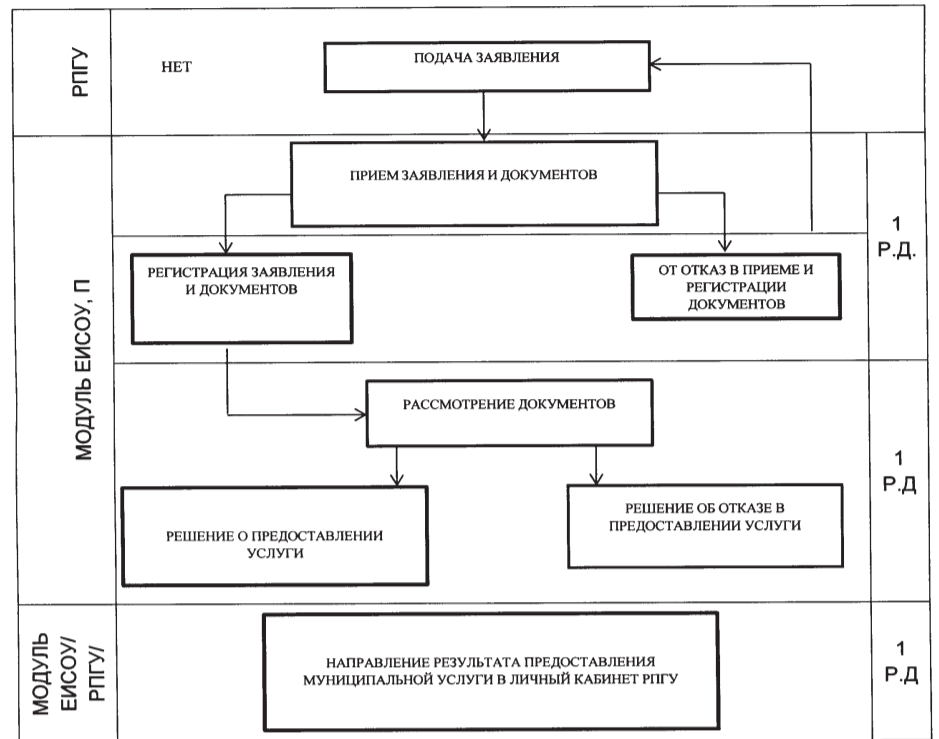 РПГУ
НЕТ
ПОДАЧА ЗАЯВЛЕНИЯ
МОДУЛЬ ЕИСОУ, П
ПРИЕМ ЗАЯВЛЕНИЯ И ДОКУМЕНТОВ
1
Р.Д.
РЕГИСТРАЦИЯ ЗАЯВЛЕНИЯ
И ДОКУМЕНТОВ
ОТ ОТКАЗ В ПРИЕМЕ И
РЕГИСТРАЦИИ
ДОКУМЕНТОВ
РАССМОТРЕНИЕ ДОКУМЕНТОВ
1
Р.Д
РЕШЕНИЕ О ПРЕДОСТАВЛЕНИИ
УСЛУГИ
РЕШЕНИЕ ОБ ОТКАЗЕ В
ПРЕДОСТАВЛЕНИИ УСЛУГИ
МОДУЛЬ
ЕИСОУ/
РПГУ/
НАПРАВЛЕНИЕ РЕЗУЛЬТАТА ПРЕДОСТАВЛЕНИЯ
МУНИЦИПАЛЬНОЙ УСЛУГИ В ЛИЧНЫЙ КАБИНЕТ РПГУ
1
Р.Д